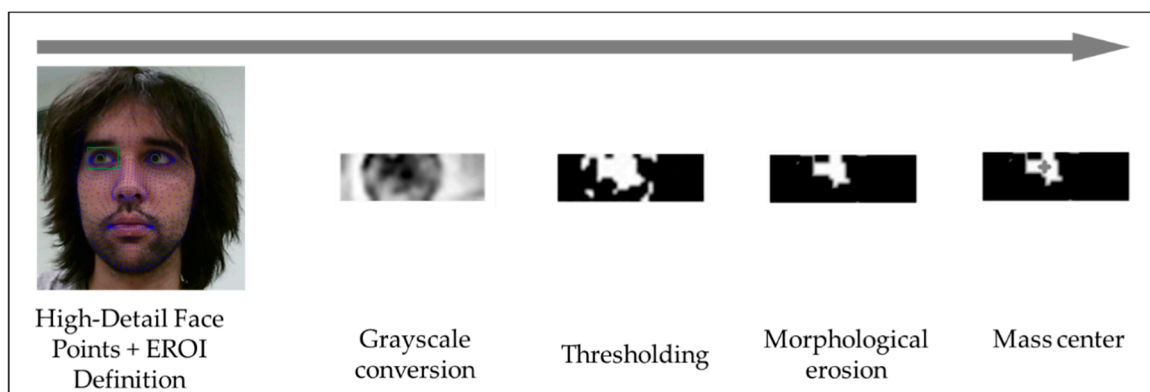 High-Detail Face
Points + EROI
Definition
Grayscale
conversion
Thresholding
Morphological
erosion
Mass center